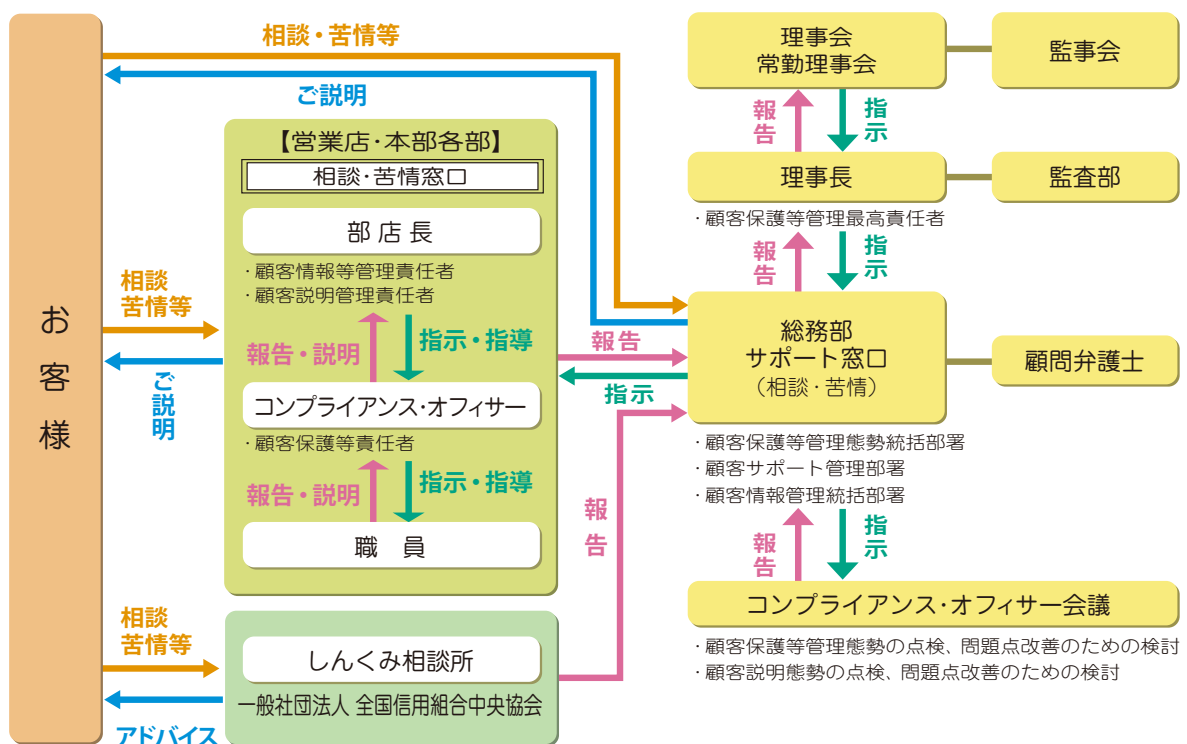 お客様
相談・苦情等
ご説明
【営業店・本部各部】
相談・苦情窓口
部店長
・顧客情報等管理責任者
・顧客説明管理責任者
報告・説明
指示・指導
コンプライアンス・オフィサー
・顧客保護等責任者
報告・説明
指示・指導
職員
相談
苦情等
ご説明
相談
苦情等
アドバイス
しんくみ相談所
一般社団法人 全国信用組合中央協会
報告
指示
報告
理事会
常勤理事会
監事会
報告
指示
理事長
監査部
・顧客保護等管理最高責任者
報告
指示
総務部
サポート窓口
（相談・苦情）
顧問弁護士
・顧客保護等管理態勢統括部署
・顧客サポート管理部署
・顧客情報管理統括部署
報告
指示
コンプライアンス・オフィサー会議
・顧客保護等管理態勢の点検、問題点改善のための検討
・顧客説明態勢の点検、問題点改善のための検討